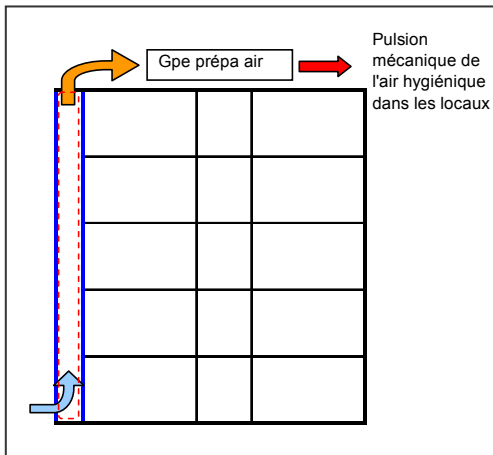 Gpe prépa air
Pulsion
mécanique de
l'air hygiénique
dans les locaux